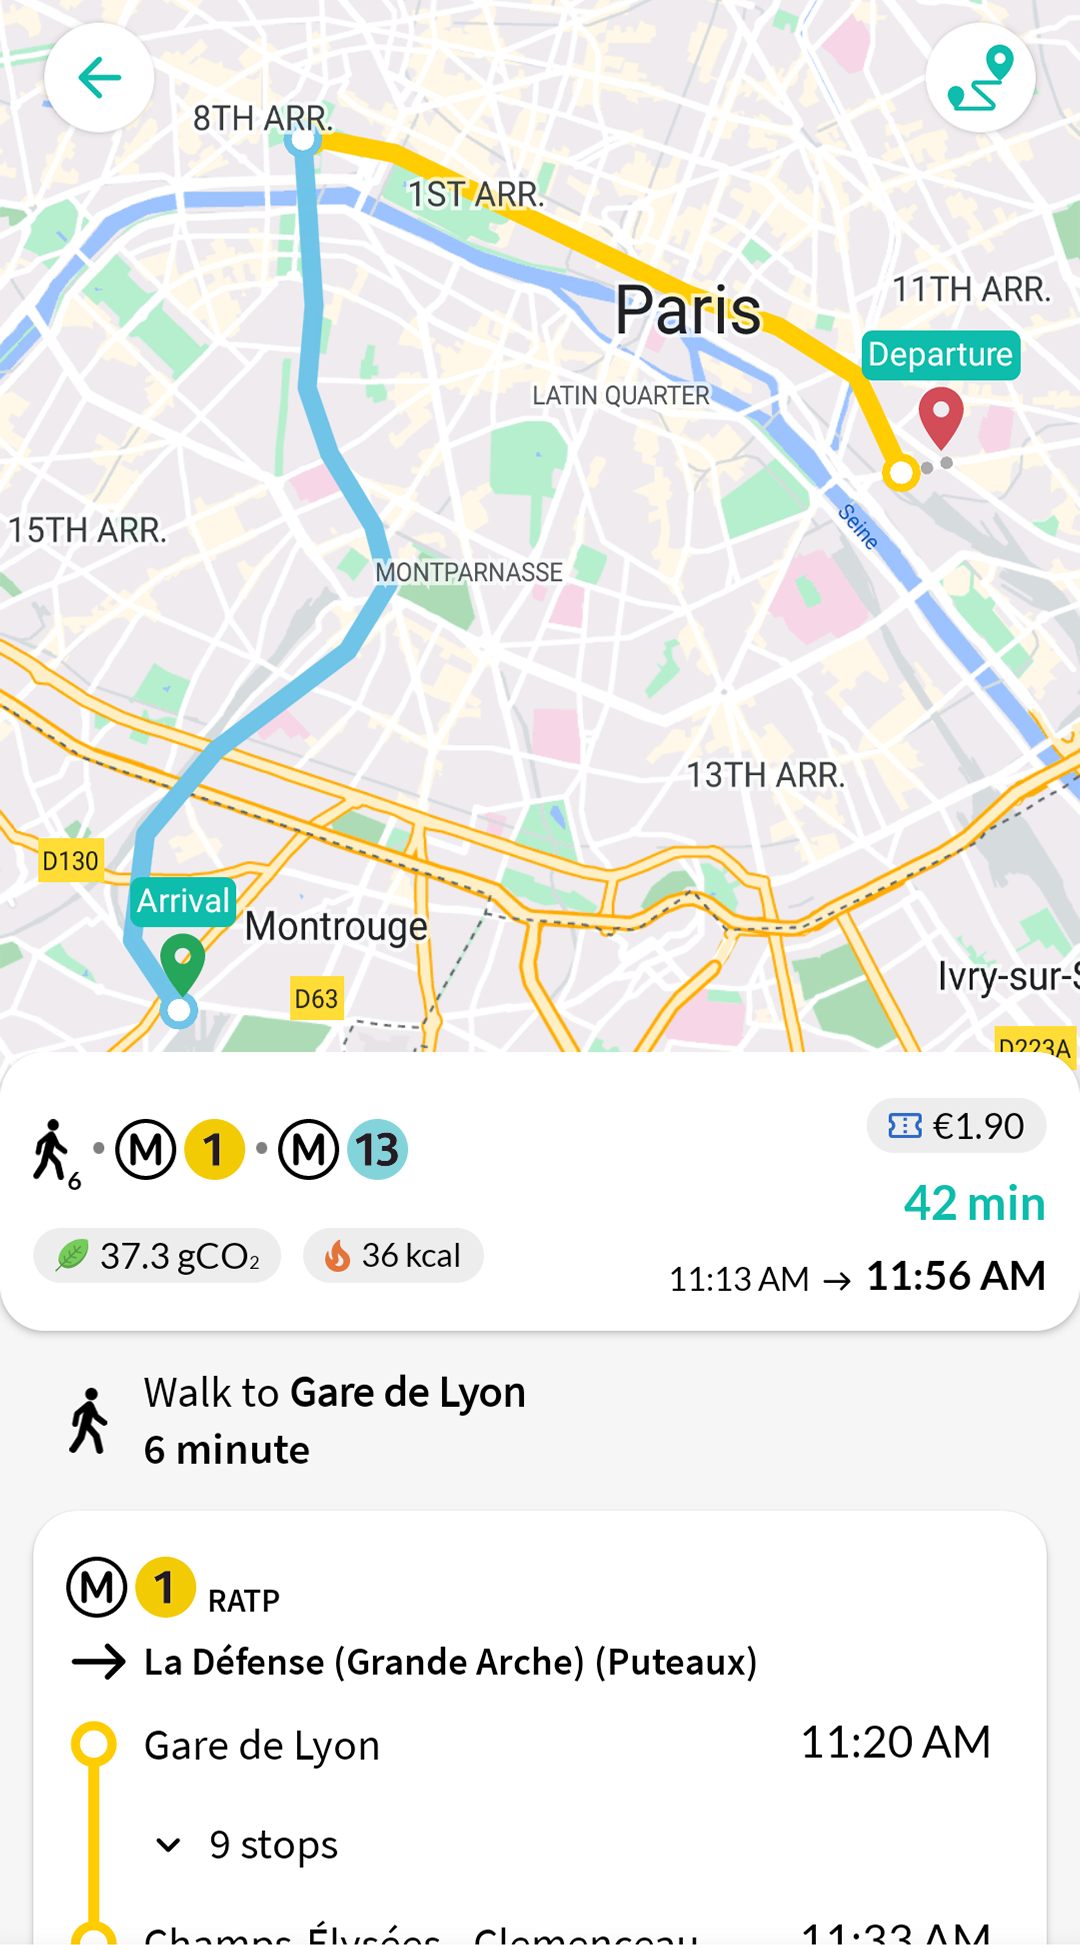 8TH ARR.
1ST ARR.
11TH ARR.
Paris
Departure
LATIN QUARTER
Seine
15TH ARR.
MONTPARNASSE
13TH ARR.
D130
Arrival
Montrouge
Ivry-sur-S
D63
D223A
6 M 1 M 13
€1.90
42 min
37.3 gCO₂ 36 kcal
11:13 AM → 11:56 AM
Walk to Gare de Lyon
6 minute
M 1 RATP
→ La Défense (Grande Arche) (Puteaux)
Gare de Lyon 11:20 AM
9 stops
Champs-Élysées - Clemenceau 11:33 AM